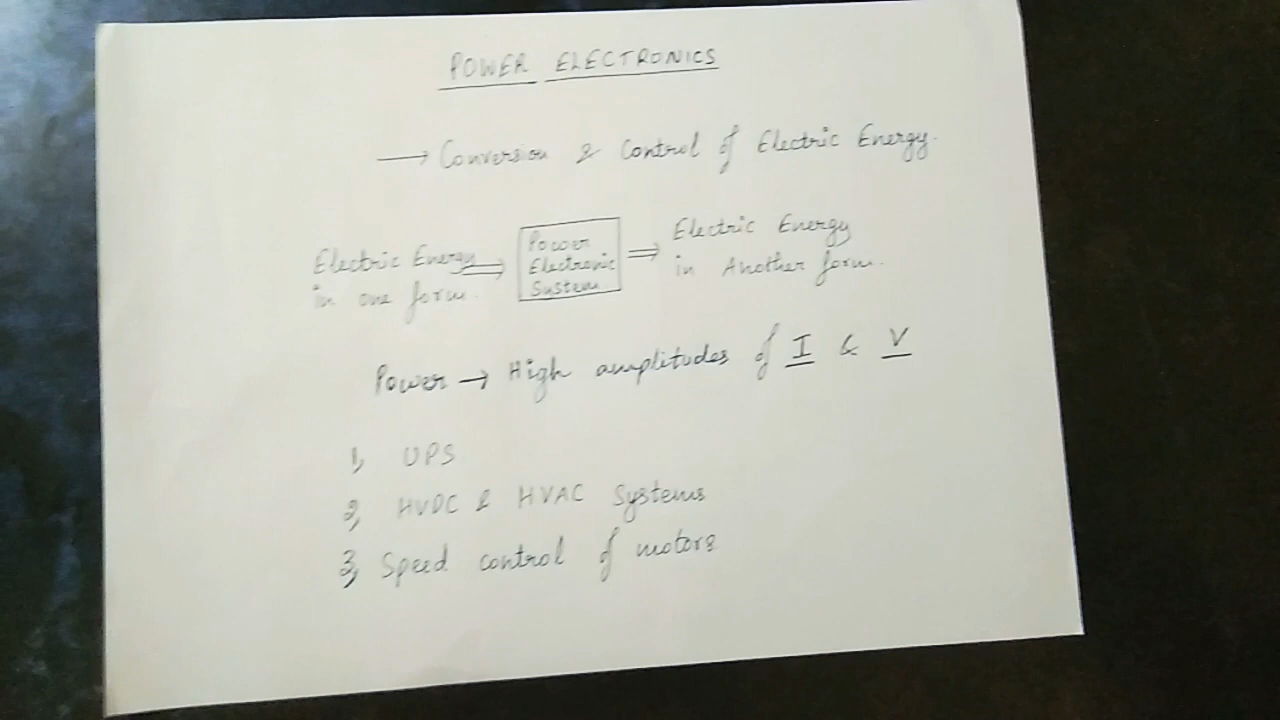 POWER ELECTRONICS
→ Conversion & Control of Electric Energy.
Electric Energy
in one form.
⇒
Power
Electronic
System
⇒
Electric Energy
in Another form.
Power → High amplitudes of I & V
1, UPS
2, HVDC & HVAC Systems
3, Speed control of motors